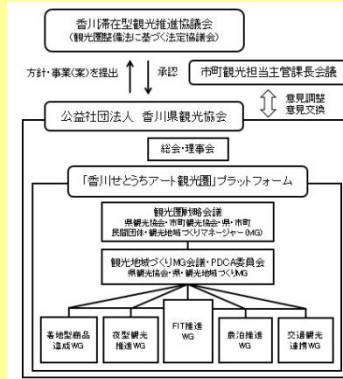 香川滞在型観光推進協議会
(観光圏整備法に基づく法定協議会)
方針・事業(案)を提出
承認
市町観光担当主管課長会議
公益社団法人 香川県観光協会
意見調整
意見交換
総会・理事会
「香川せとうちアート観光圏」プラットフォーム
観光圏戦略会議
県観光協会・市町観光協会・県・市町
民間団体・観光地域づくりマネージャー(MG)
観光地域づくりMG会議・PDCA委員会
県観光協会・県・観光地域づくりMG
着地型商品
造成WG
夜型観光
推進WG
FIT推進
WG
農泊推進
WG
交通観光
連携WG